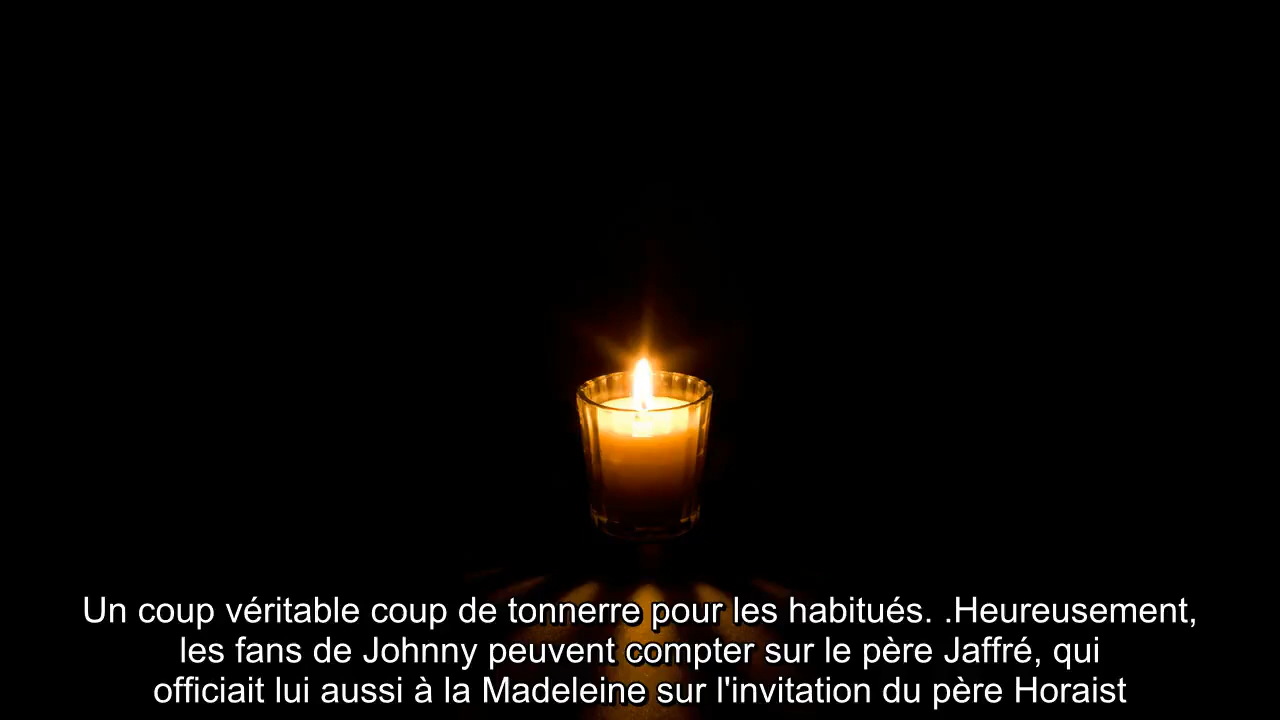 Un coup véritable coup de tonnerre pour les habitués. .Heureusement,
les fans de Johnny peuvent compter sur le père Jaffré, qui
officiait lui aussi à la Madeleine sur l'invitation du père Horaist